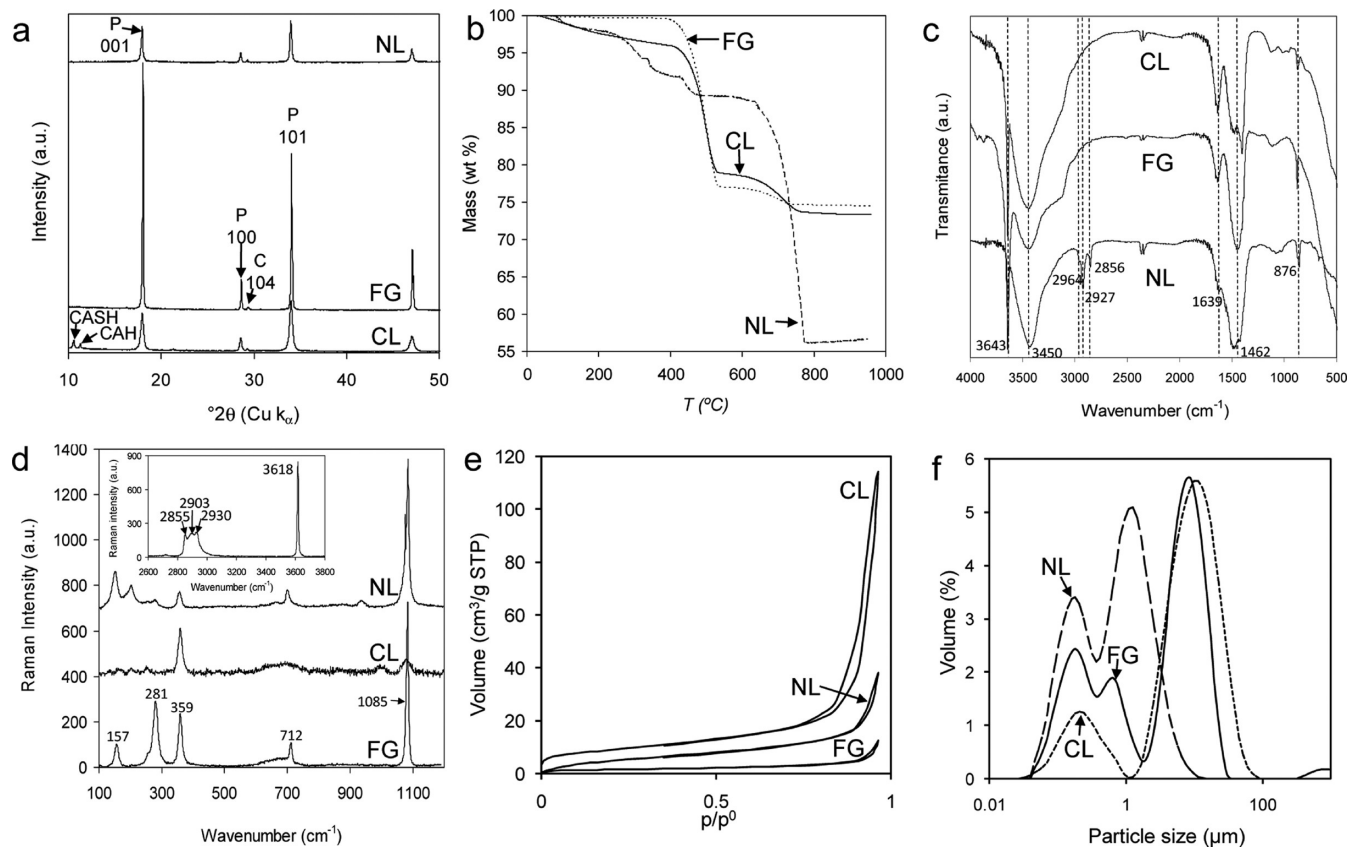 a
Intensity (a.u.)
P
001
NL
P
101
P
100
C
104
FG
CASH
CAH
CL
10 20 30 40 50
°2θ (Cu kα)
b
Mass (wt %)
100
95
90
85
80
75
70
65
60
55
FG
CL
NL
0 200 400 600 800 1000
T (ºC)
c
Transmitance (a.u.)
CL
FG
NL
2964
2927
2856
1639
876
3643
3450
1462
4000 3500 3000 2500 2000 1500 1000 500
Wavenumber (cm-1)
d
Raman Intensity (a.u.)
1400
1200
1000
800
600
400
200
0
Raman intensity (a.u.)
900
600
300
0
2855
2903
2930
3618
2600 2800 3000 3200 3400 3600 3800
Wavenumber (cm-1)
NL
CL
FG
157
281
359
712
1085
100 300 500 700 900 1100
Wavenumber (cm-1)
e
Volume (cm3/g STP)
120
100
80
60
40
20
0
CL
NL
FG
0 0.5 1
p/p0
f
Volume (%)
6
5
4
3
2
1
0
NL
FG
CL
0.01 1 100
Particle size (µm)